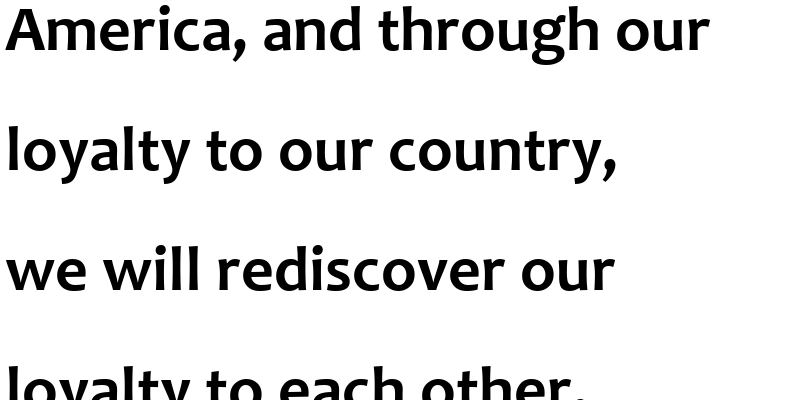 America, and through our
loyalty to our country,
we will rediscover our
loyalty to each other.